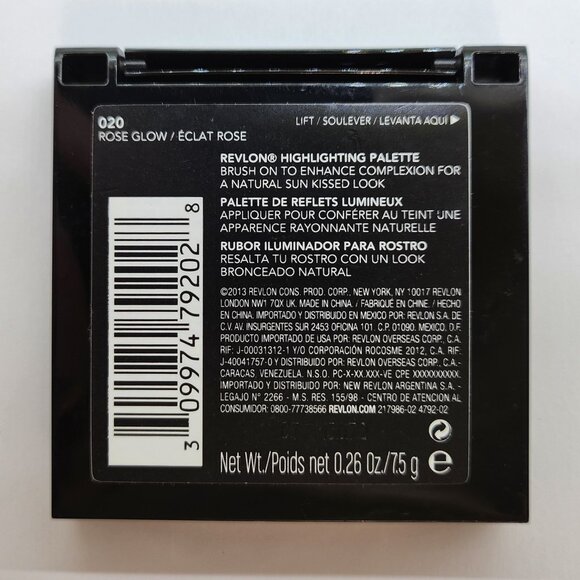 020
ROSE GLOW / ÉCLAT ROSE
LIFT / SOULEVER / LEVANTA AQUÍ
REVLON® HIGHLIGHTING PALETTE
BRUSH ON TO ENHANCE COMPLEXION FOR
A NATURAL SUN KISSED LOOK
PALETTE DE REFLETS LUMINEUX
APPLIQUER POUR CONFÉRER AU TEINT UNE
APPARENCE RAYONNANTE NATURELLE
RUBOR ILUMINADOR PARA ROSTRO
RESALTA TU ROSTRO CON UN LOOK
BRONCEADO NATURAL
©2013 REVLON CONS. PROD. CORP., NEW YORK, NY 10017 REVLON
LONDON NW1 7QX UK. MADE IN CHINA. / FABRIQUÉ EN CHINE. / HECHO
EN CHINA. IMPORTADO Y DISTRIBUIDO EN MEXICO POR: REVLON S.A. DE
C.V. AV. INSURGENTES SUR 2453 OFICINA 101. C.P. 01090. MEXICO, D.F.
PRODUCTO IMPORTADO DE USA POR: REVLON OVERSEAS CORP., C.A.
RIF: J-00031312-1 Y/O CORPORACIÓN ROCOSME 2012, C.A. RIF:
J-40041757-0 Y DISTRIBUIDO POR: REVLON OVERSEAS CORP., C.A.-
CARACAS VENEZUELA. N.S.O. PC-X-XX.XXX-VE CPE XXXXXXXXXX.
IMPORTADO Y DISTRIBUIDO POR: NEW REVLON ARGENTINA S.A. -
LEGAJO N° 2266 - M.S. RES. 155/98 - CENTRO DE ATENCION AL
CONSUMIDOR: 0800-77738566 REVLON.COM 217986-02 4792-02
Net Wt./Poids net 0.26 Oz./7.5 g ℮
3 09974 79202 8